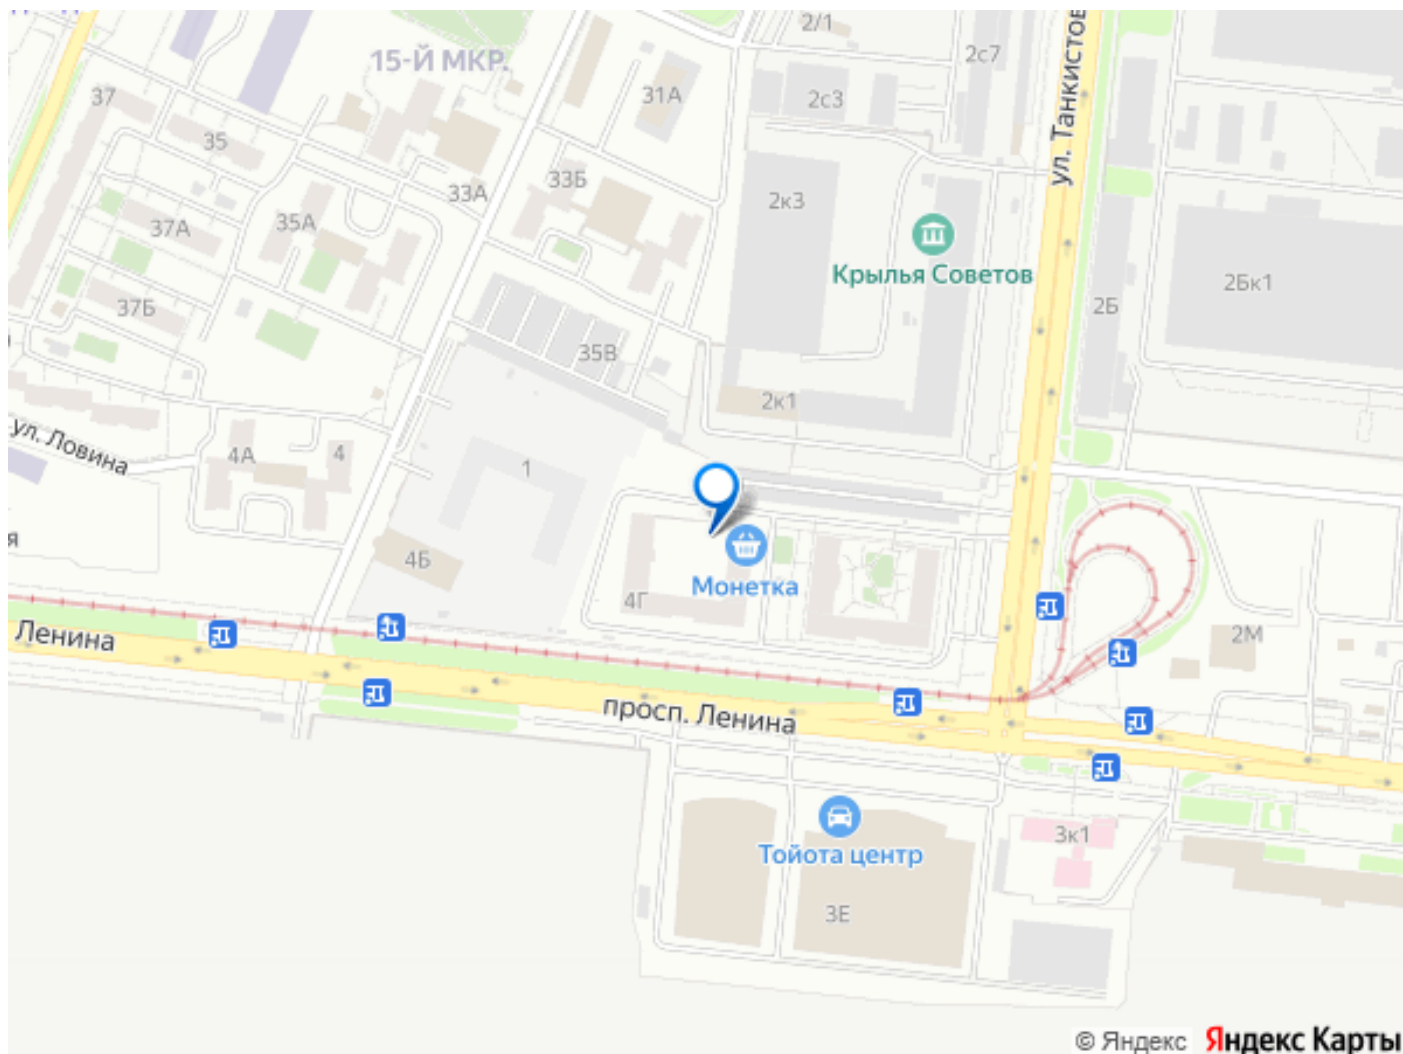 2/1
2с7
15-Й МКР.
37
31А
2с3
ул. Танкистов
35
33Б
33А
2к3
37А
35А
Крылья Советов
2Бк1
2Б
37Б
35В
2к1
ул. Ловина
4А
4
1
4Б
Монетка
4Г
я
Ленина
2М
просп. Ленина
3к1
Тойота центр
3Е
© Яндекс
Яндекс Карты